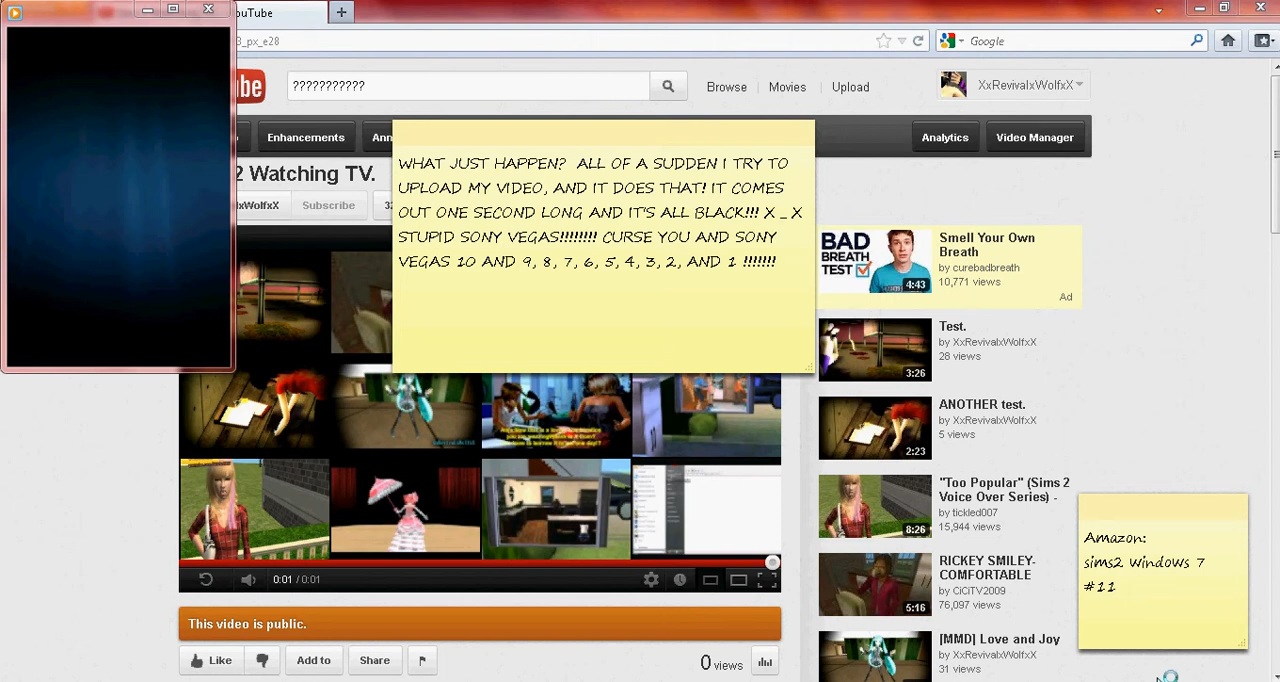 ouTube
3_px_e28
Google
be
???????????
Browse
Movies
Upload
XxRevivalxWolfxX
Enhancements
Ann
Analytics
Video Manager
2 Watching TV.
xWolfxX
Subscribe
32
WHAT JUST HAPPEN? ALL OF A SUDDEN I TRY TO
UPLOAD MY VIDEO, AND IT DOES THAT! IT COMES
OUT ONE SECOND LONG AND IT'S ALL BLACK!!! X _ X
STUPID SONY VEGAS!!!!!!!! CURSE YOU AND SONY
VEGAS 10 AND 9, 8, 7, 6, 5, 4, 3, 2, AND 1 !!!!!!!
0:01 / 0:01
This video is public.
Like
Add to
Share
0 views
BAD
BREATH
TEST
4:43
Smell Your Own
Breath
by curebadbreath
10,771 views
Ad
3:26
Test.
by XxRevivalxWolfxX
28 views
2:23
ANOTHER test.
by XxRevivalxWolfxX
5 views
8:26
"Too Popular" (Sims 2
Voice Over Series) -
by tickled007
15,944 views
5:16
RICKEY SMILEY-
COMFORTABLE
by CiCiTV2009
76,097 views
[MMD] Love and Joy
by XxRevivalxWolfxX
31 views
Amazon:
sims2 windows 7
#11